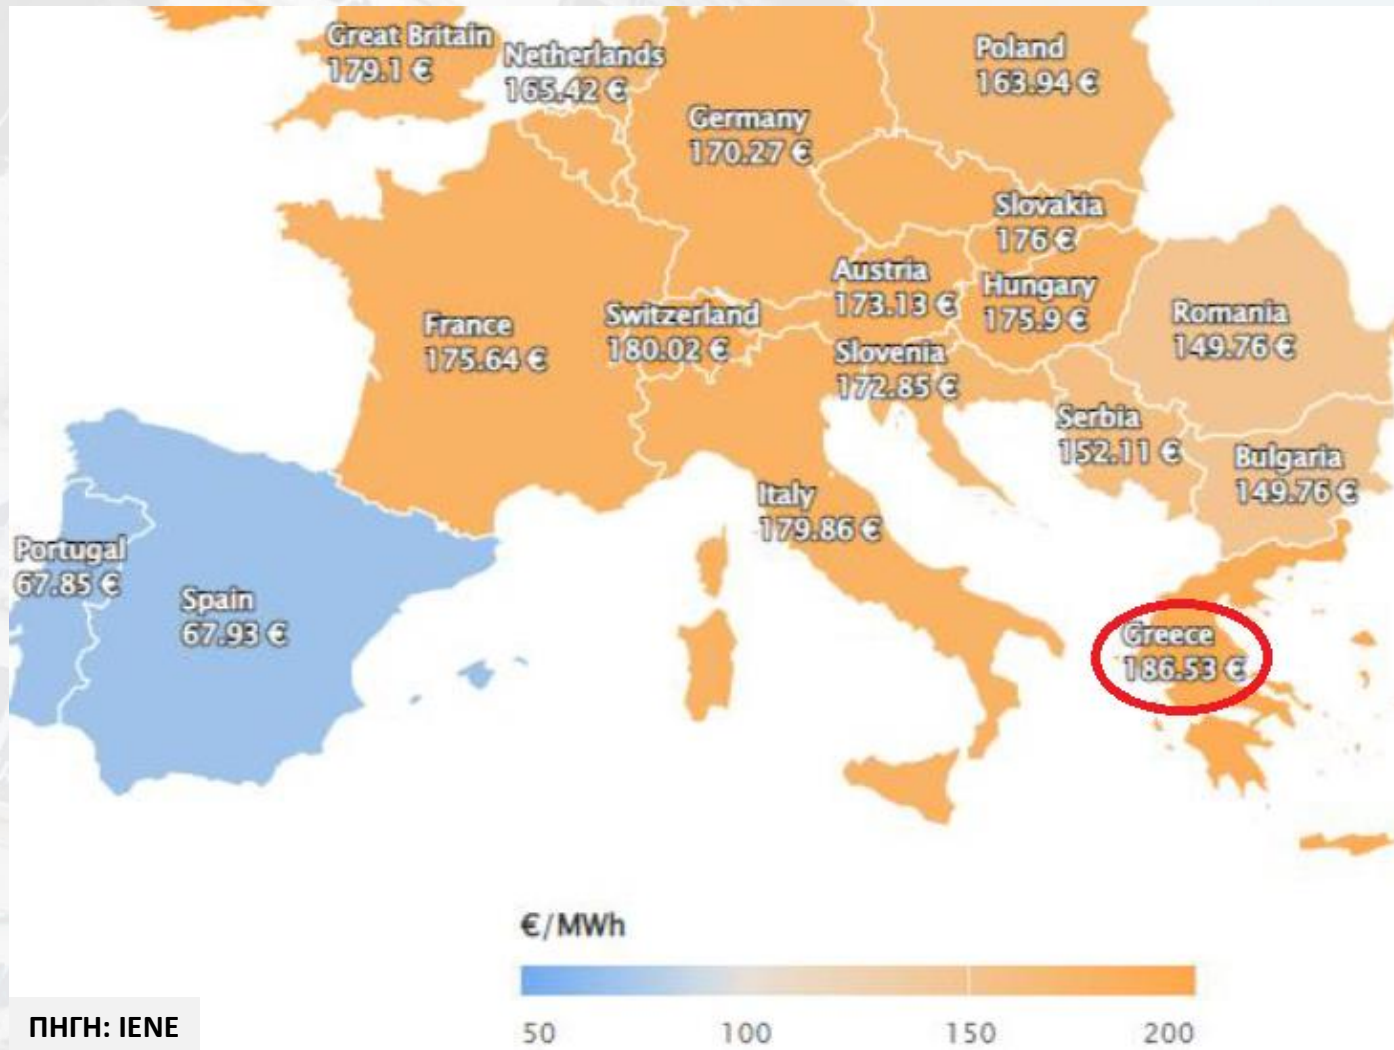 Great Britain
179.1 €
Netherlands
165.42 €
Poland
163.94 €
Germany
170.27 €
Slovakia
176 €
Austria
173.13 €
Hungary
175.9 €
France
175.64 €
Switzerland
180.02 €
Slovenia
172.85 €
Romania
149.76 €
Serbia
152.11 €
Bulgaria
149.76 €
Italy
179.86 €
Portugal
67.85 €
Spain
67.93 €
Greece
186.53 €
€/MWh
50 100 150 200
ΠΗΓΗ: ΙΕΝΕ